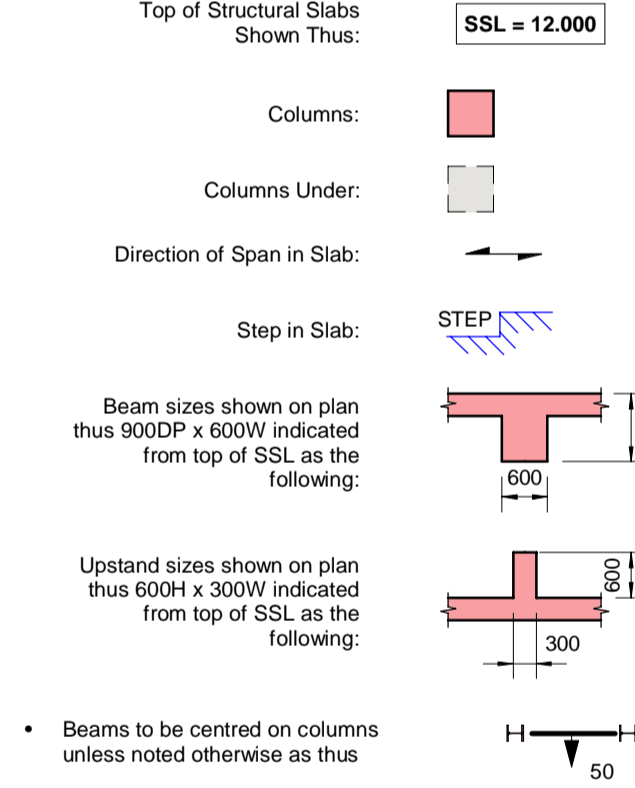 Top of Structural Slabs
Shown Thus:
SSL = 12.000
Columns:
Columns Under:
Direction of Span in Slab:
Step in Slab:
STEP
Beam sizes shown on plan
thus 900DP x 600W indicated
from top of SSL as the
following:
600
Upstand sizes shown on plan
thus 600H x 300W indicated
from top of SSL as the
following:
600
300
• Beams to be centred on columns
unless noted otherwise as thus
50